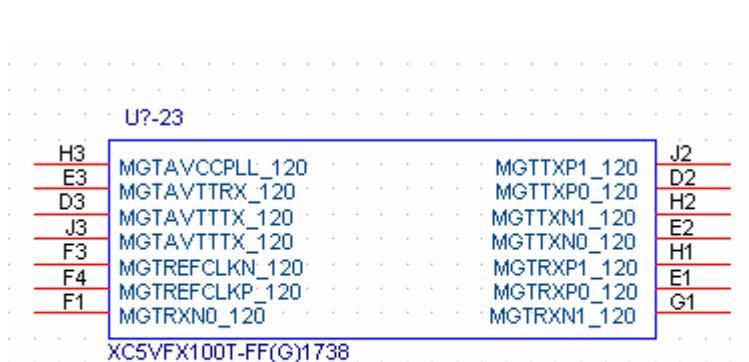 U?-23
H3 MGTAVCCPLL_120 MGTTXP1_120 J2
E3 MGTAVTTRX_120 MGTTXP0_120 D2
D3 MGTAVTTTX_120 MGTTXN1_120 H2
J3 MGTAVTTTX_120 MGTTXN0_120 E2
F3 MGTREFCLKN_120 MGTRXP1_120 H1
F4 MGTREFCLKP_120 MGTRXP0_120 E1
F1 MGTRXN0_120 MGTRXN1_120 G1
XC5VFX100T-FF(G)1738